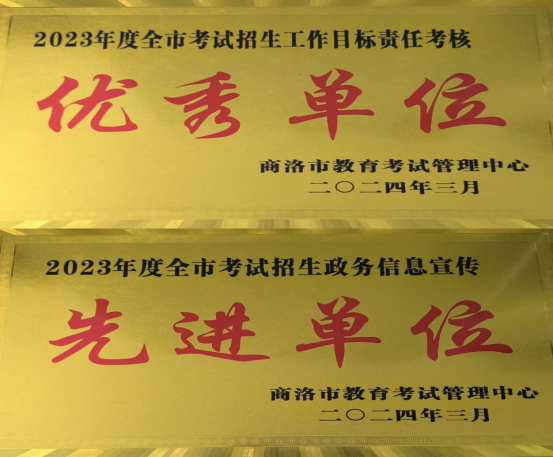 2023年度全市考试招生工作目标责任考核
优秀单位
商洛市教育考试管理中心
二〇二四年三月
2023年度全市考试招生政务信息宣传
先进单位
商洛市教育考试管理中心
二〇二四年三月